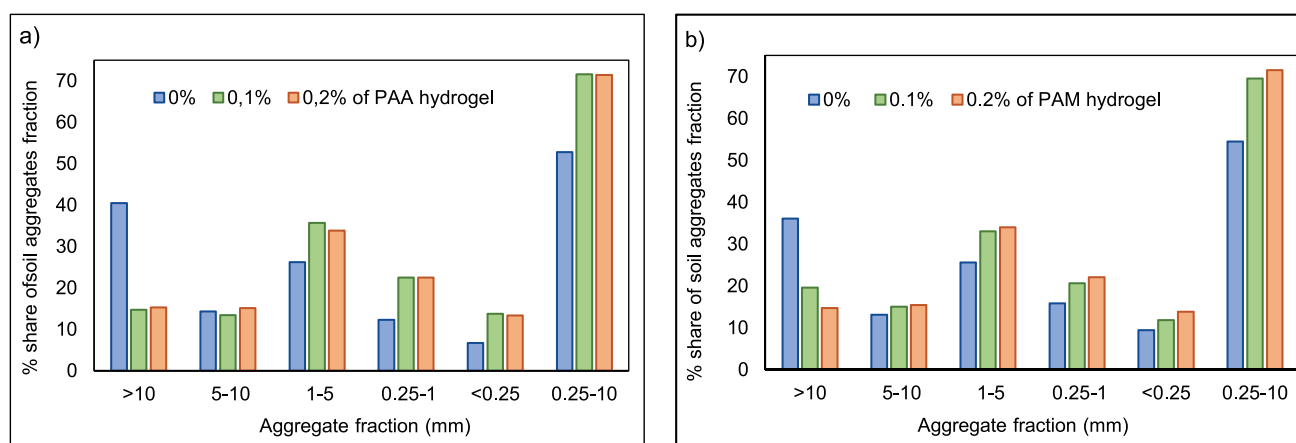 a)
% share ofsoil aggregates fraction
70
60
50
40
30
20
10
0
0% 0,1% 0,2% of PAA hydrogel
>10 5-10 1-5 0.25-1 <0.25 0.25-10
Aggregate fraction (mm)
b)
% share of soil aggregates fraction
70
60
50
40
30
20
10
0
0% 0.1% 0.2% of PAM hydrogel
>10 5-10 1-5 0.25-1 <0.25 0.25-10
Aggregate fraction (mm)